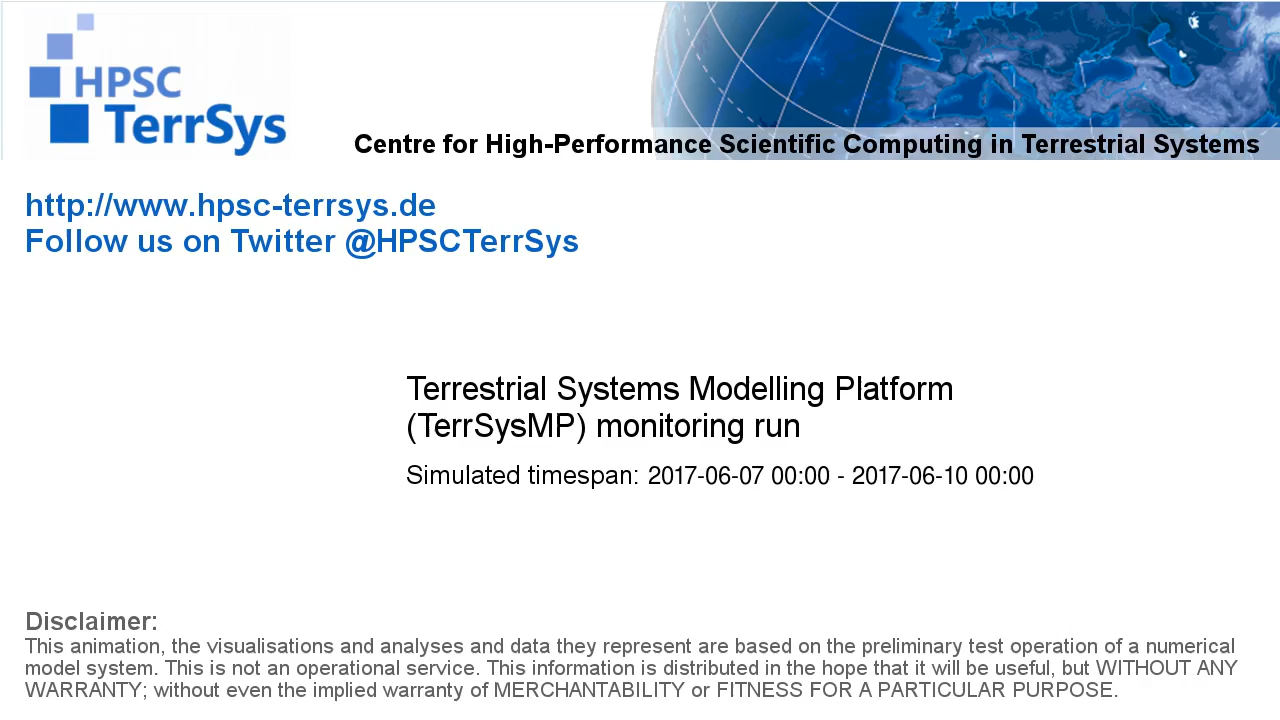 HPSC
TerrSys
Centre for High-Performance Scientific Computing in Terrestrial Systems
http://www.hpsc-terrsys.de
Follow us on Twitter @HPSCTerrSys
Terrestrial Systems Modelling Platform
(TerrSysMP) monitoring run
Simulated timespan: 2017-06-07 00:00 - 2017-06-10 00:00
Disclaimer:
This animation, the visualisations and analyses and data they represent are based on the preliminary test operation of a numerical
model system. This is not an operational service. This information is distributed in the hope that it will be useful, but WITHOUT ANY
WARRANTY; without even the implied warranty of MERCHANTABILITY or FITNESS FOR A PARTICULAR PURPOSE.